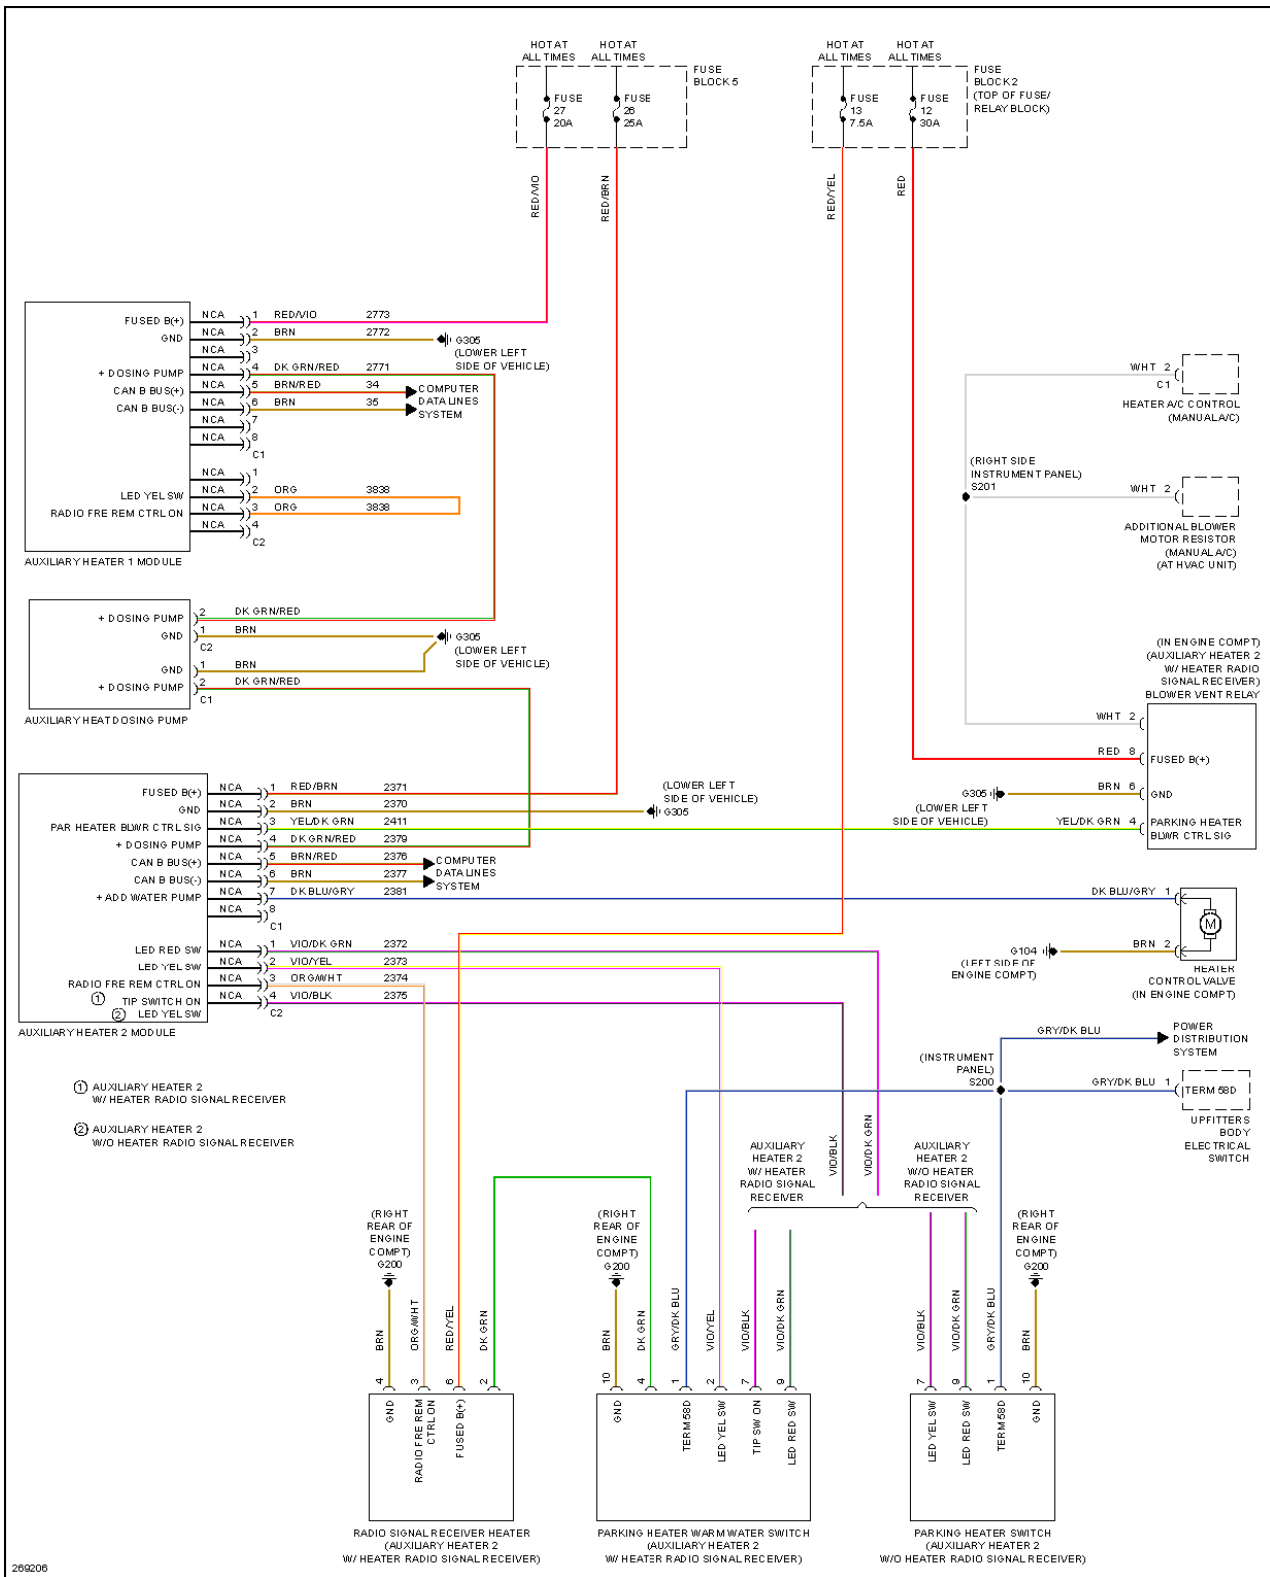 HOT AT
ALL TIMES
HOT AT
ALL TIMES
FUSE
BLOCK 5
FUSE
27
20A
FUSE
26
25A
HOT AT
ALL TIMES
HOT AT
ALL TIMES
FUSE
BLOCK 2
(TOP OF FUSE/
RELAY BLOCK)
FUSE
13
7.5A
FUSE
12
30A
RED/VIO
RED/BRN
RED/YEL
RED
FUSED B(+) NCA 1 RED/VIO 2773
GND NCA 2 BRN 2772
NCA 3
+ DOSING PUMP NCA 4 DK GRN/RED 2771
CAN B BUS(+) NCA 5 BRN/RED 34
CAN B BUS(-) NCA 6 BRN 35
NCA 7
NCA 8
C1
G305
(LOWER LEFT
SIDE OF VEHICLE)
COMPUTER
DATA LINES
SYSTEM
NCA 1
LED YEL SW NCA 2 ORG 3838
RADIO FRE REM CTRL ON NCA 3 ORG 3838
NCA 4
C2
AUXILIARY HEATER 1 MODULE
WHT 2
C1
HEATER A/C CONTROL
(MANUAL A/C)
(RIGHT SIDE
INSTRUMENT PANEL)
S201
WHT 2
ADDITIONAL BLOWER
MOTOR RESISTOR
(MANUAL A/C)
(AT HVAC UNIT)
+ DOSING PUMP 2 DK GRN/RED
GND 1 BRN
C2
GND 1 BRN
+ DOSING PUMP 2 DK GRN/RED
C1
AUXILIARY HEAT DOSING PUMP
G305
(LOWER LEFT
SIDE OF VEHICLE)
(IN ENGINE COMPT)
(AUXILIARY HEATER 2
W/ HEATER RADIO
SIGNAL RECEIVER)
BLOWER VENT RELAY
WHT 2
RED 8 FUSED B(+)
G305 BRN 6 GND
(LOWER LEFT
SIDE OF VEHICLE)
YEL/DK GRN 4 PARKING HEATER
BLWR CTRL SIG
FUSED B(+) NCA 1 RED/BRN 2371
GND NCA 2 BRN 2370
PAR HEATER BLWR CTRL SIG NCA 3 YEL/DK GRN 2411
+ DOSING PUMP NCA 4 DK GRN/RED 2379
CAN B BUS(+) NCA 5 BRN/RED 2376
CAN B BUS(-) NCA 6 BRN 2377
+ ADD WATER PUMP NCA 7 DK BLU/GRY 2381
NCA 8
C1
(LOWER LEFT
SIDE OF VEHICLE)
G305
COMPUTER
DATA LINES
SYSTEM
LED RED SW NCA 1 VIO/DK GRN 2372
LED YEL SW NCA 2 VIO/YEL 2373
RADIO FRE REM CTRL ON NCA 3 ORG/WHT 2374
1 TIP SWITCH ON NCA 4 VIO/BLK 2375
2 LED YEL SW
C2
AUXILIARY HEATER 2 MODULE
DK BLU/GRY 1
M
G104 BRN 2
(LEFT SIDE OF
ENGINE COMPT)
HEATER
CONTROL VALVE
(IN ENGINE COMPT)
GRY/DK BLU
POWER
DISTRIBUTION
SYSTEM
(INSTRUMENT
PANEL)
S200
GRY/DK BLU 1 TERM 58D
UPFITTERS
BODY
ELECTRICAL
SWITCH
1 AUXILIARY HEATER 2
W/ HEATER RADIO SIGNAL RECEIVER
2 AUXILIARY HEATER 2
W/O HEATER RADIO SIGNAL RECEIVER
AUXILIARY
HEATER 2
W/ HEATER
RADIO SIGNAL
RECEIVER
VIO/BLK
VIO/DK GRN
AUXILIARY
HEATER 2
W/O HEATER
RADIO SIGNAL
RECEIVER
(RIGHT
REAR OF
ENGINE
COMPT)
G200
(RIGHT
REAR OF
ENGINE
COMPT)
G200
(RIGHT
REAR OF
ENGINE
COMPT)
G200
BRN
ORG/WHT
RED/YEL
DK GRN
BRN
DK GRN
GRY/DK BLU
VIO/YEL
VIO/BLK
VIO/DK GRN
VIO/BLK
VIO/DK GRN
GRY/DK BLU
BRN
4 3 6 2
10 4 1 2 7 9
7 9 1 10
GND
RADIO FRE REM
CTRL ON
FUSED B(+)
GND
TERM 58D
LED YEL SW
TIP SW ON
LED RED SW
LED YEL SW
LED RED SW
TERM 58D
GND
RADIO SIGNAL RECEIVER HEATER
(AUXILIARY HEATER 2
W/ HEATER RADIO SIGNAL RECEIVER)
PARKING HEATER WARM WATER SWITCH
(AUXILIARY HEATER 2
W/ HEATER RADIO SIGNAL RECEIVER)
PARKING HEATER SWITCH
(AUXILIARY HEATER 2
W/O HEATER RADIO SIGNAL RECEIVER)
269206